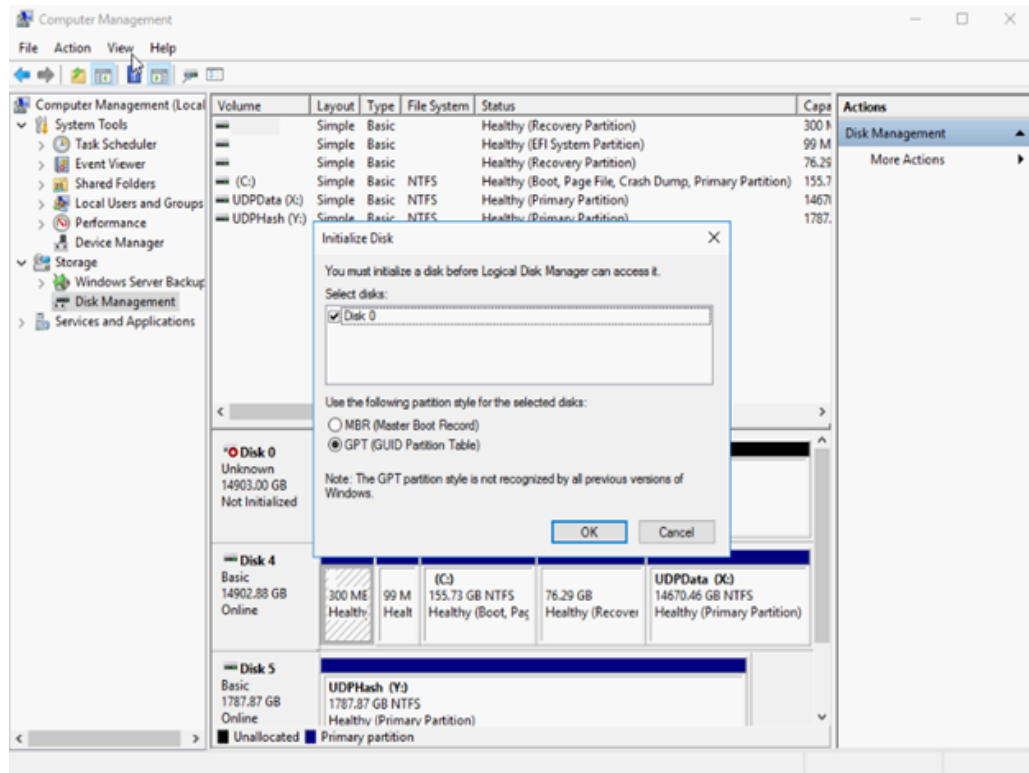 Computer Management
File Action View Help
Computer Management (Local
System Tools
Task Scheduler
Event Viewer
Shared Folders
Local Users and Groups
Performance
Device Manager
Storage
Windows Server Backup
Disk Management
Services and Applications
Volume Layout Type File System Status Capa
Simple Basic Healthy (Recovery Partition) 300 M
Simple Basic Healthy (EFI System Partition) 99 M
Simple Basic Healthy (Recovery Partition) 76.29
(C:) Simple Basic NTFS Healthy (Boot, Page File, Crash Dump, Primary Partition) 155.7
UDPData (X:) Simple Basic NTFS Healthy (Primary Partition) 1467
UDPHash (Y:) Simple Basic NTFS Healthy (Primary Partition) 1787.
Initialize Disk
You must initialize a disk before Logical Disk Manager can access it.
Select disks:
Disk 0
Use the following partition style for the selected disks:
MBR (Master Boot Record)
GPT (GUID Partition Table)
Note: The GPT partition style is not recognized by all previous versions of
Windows.
OK Cancel
Disk 0
Unknown
14903.00 GB
Not Initialized
Disk 4
Basic
14902.88 GB
Online
300 ME
Healthy
99 M
Healt
(C:)
155.73 GB NTFS
Healthy (Boot, Pag
76.29 GB
Healthy (Recover
UDPData (X:)
14670.46 GB NTFS
Healthy (Primary Partition)
Disk 5
Basic
1787.87 GB
Online
UDPHash (Y:)
1787.87 GB NTFS
Healthy (Primary Partition)
Unallocated Primary partition
Actions
Disk Management
More Actions